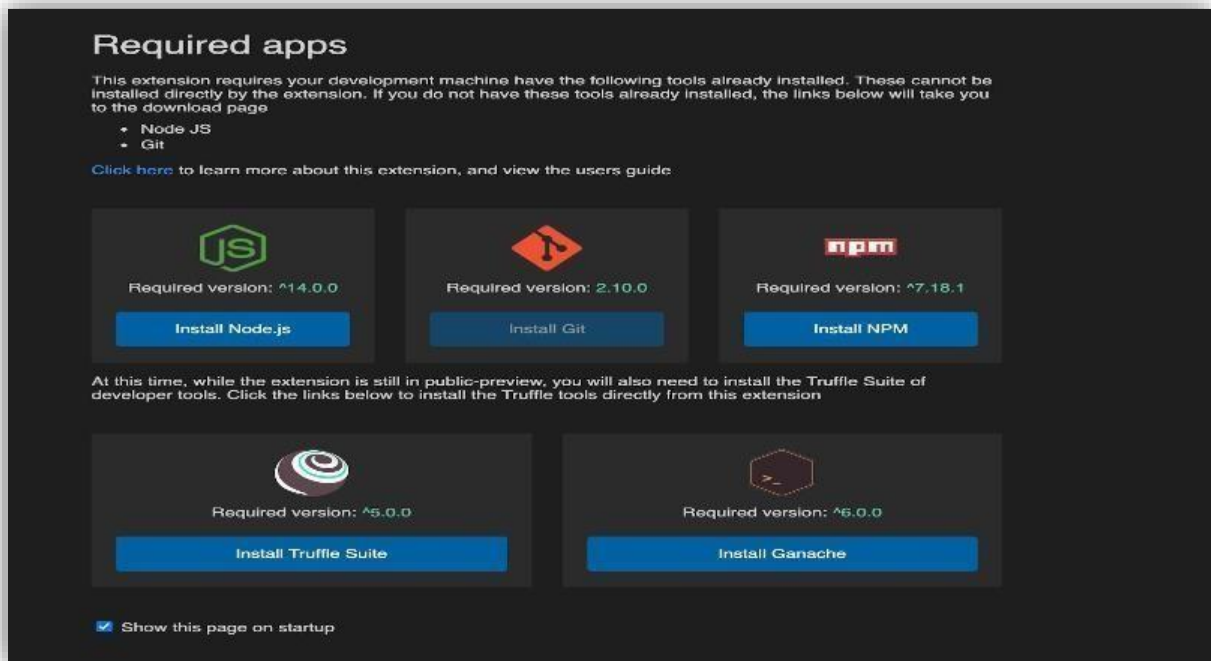 Required apps
This extension requires your development machine have the following tools already installed. These cannot be
installed directly by the extension. If you do not have these tools already installed, the links below will take you
to the download page
• Node JS
• Git
Click here to learn more about this extension, and view the users guide
JS
npm
Required version: ^14.0.0
Required version: 2.10.0
Required version: ^7.18.1
Install Node.js
Install Git
Install NPM
At this time, while the extension is still in public-preview, you will also need to install the Truffle Suite of
developer tools. Click the links below to install the Truffle tools directly from this extension
>_
Required version: ^5.0.0
Required version: ^6.0.0
Install Truffle Suite
Install Ganache
Show this page on startup